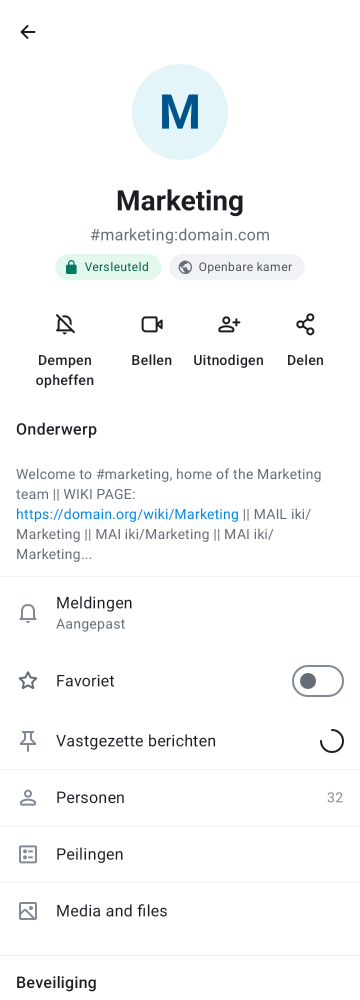 M
Marketing
#marketing:domain.com
Versleuteld
Openbare kamer
Dempen
opheffen
Bellen
Uitnodigen
Delen
Onderwerp
Welcome to #marketing, home of the Marketing
team || WIKI PAGE:
https://domain.org/wiki/Marketing || MAIL iki/
Marketing || MAI iki/Marketing || MAI iki/
Marketing...
Meldingen
Aangepast
Favoriet
Vastgezette berichten
Personen 32
Peilingen
Media and files
Beveiliging